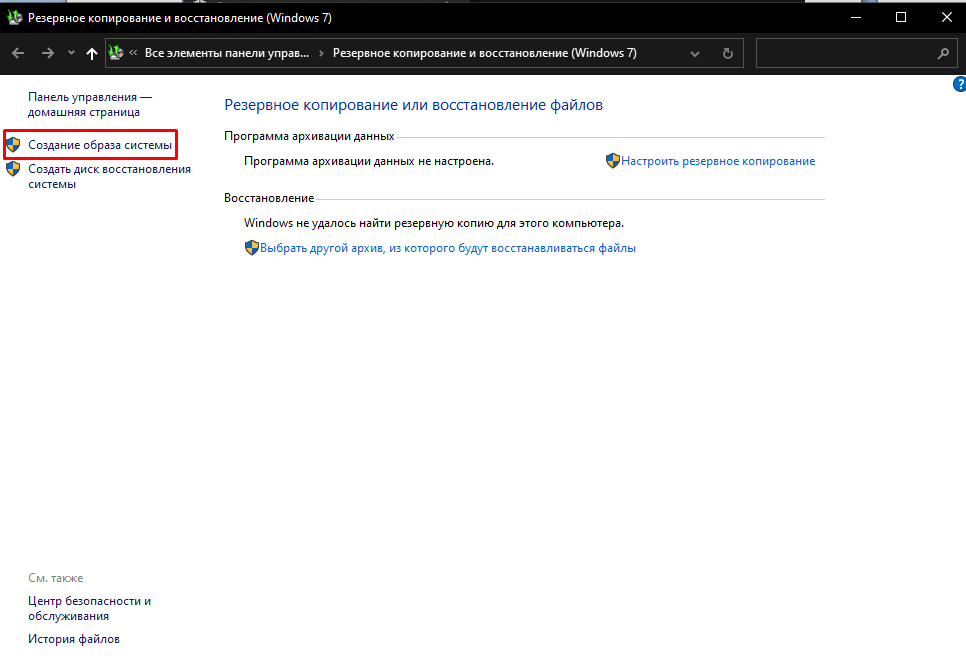 Резервное копирование и восстановление (Windows 7)
« Все элементы панели управ... › Резервное копирование и восстановление (Windows 7)
?
Панель управления —
домашняя страница
Создание образа системы
Создать диск восстановления
системы
Резервное копирование или восстановление файлов
Программа архивации данных
Программа архивации данных не настроена.
Настроить резервное копирование
Восстановление
Windows не удалось найти резервную копию для этого компьютера.
Выбрать другой архив, из которого будут восстанавливаться файлы
См. также
Центр безопасности и
обслуживания
История файлов